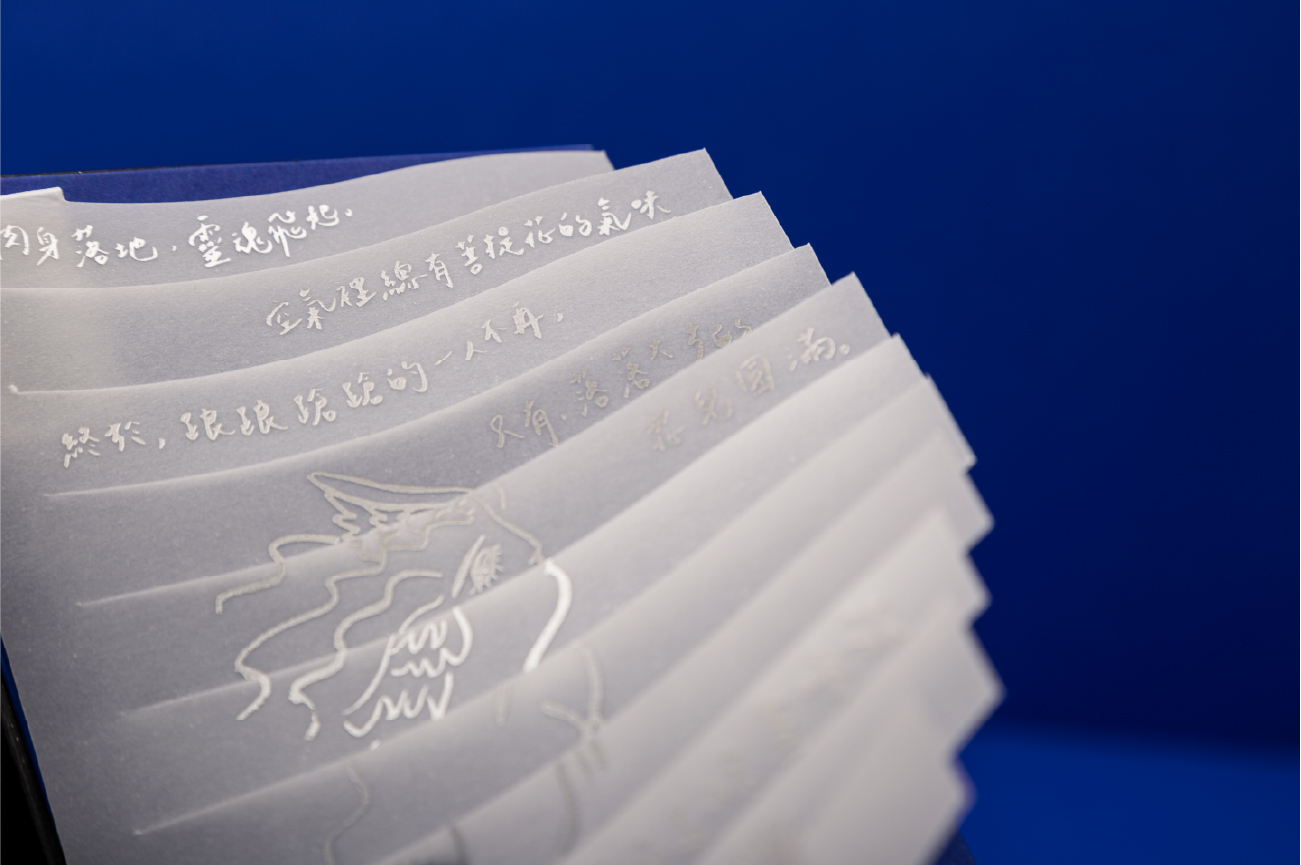 肉身落地,靈魂飛起。
空氣裡總有菩提花的氣味
終於,踉踉蹌蹌的一人不再,
只有,落落大方的
花兒圓滿。